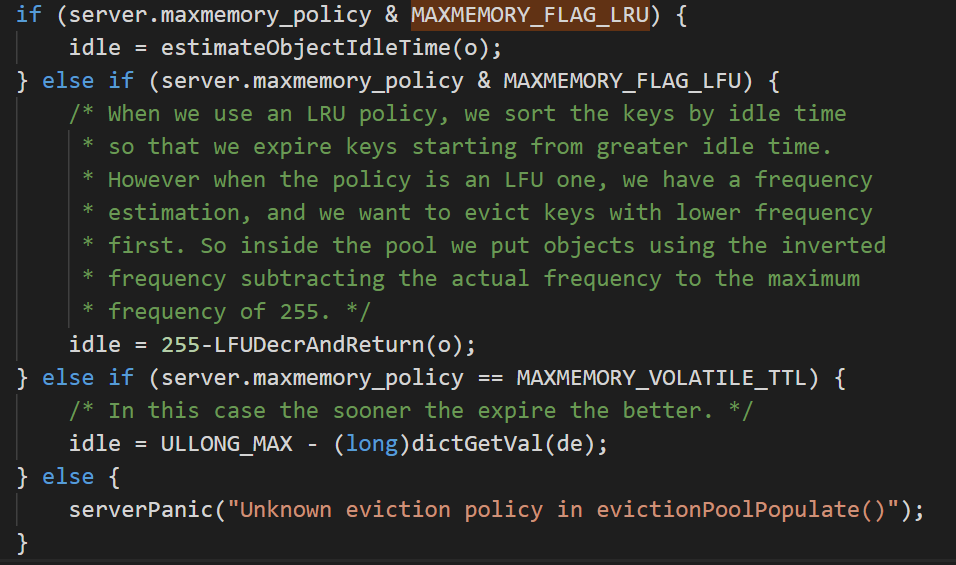 if (server.maxmemory_policy & MAXMEMORY_FLAG_LRU) {
    idle = estimateObjectIdleTime(o);
} else if (server.maxmemory_policy & MAXMEMORY_FLAG_LFU) {
    /* When we use an LRU policy, we sort the keys by idle time
     * so that we expire keys starting from greater idle time.
     * However when the policy is an LFU one, we have a frequency
     * estimation, and we want to evict keys with lower frequency
     * first. So inside the pool we put objects using the inverted
     * frequency subtracting the actual frequency to the maximum
     * frequency of 255. */
    idle = 255-LFUDecrAndReturn(o);
} else if (server.maxmemory_policy == MAXMEMORY_VOLATILE_TTL) {
    /* In this case the sooner the expire the better. */
    idle = ULLONG_MAX - (long)dictGetVal(de);
} else {
    serverPanic("Unknown eviction policy in evictionPoolPopulate()");
}